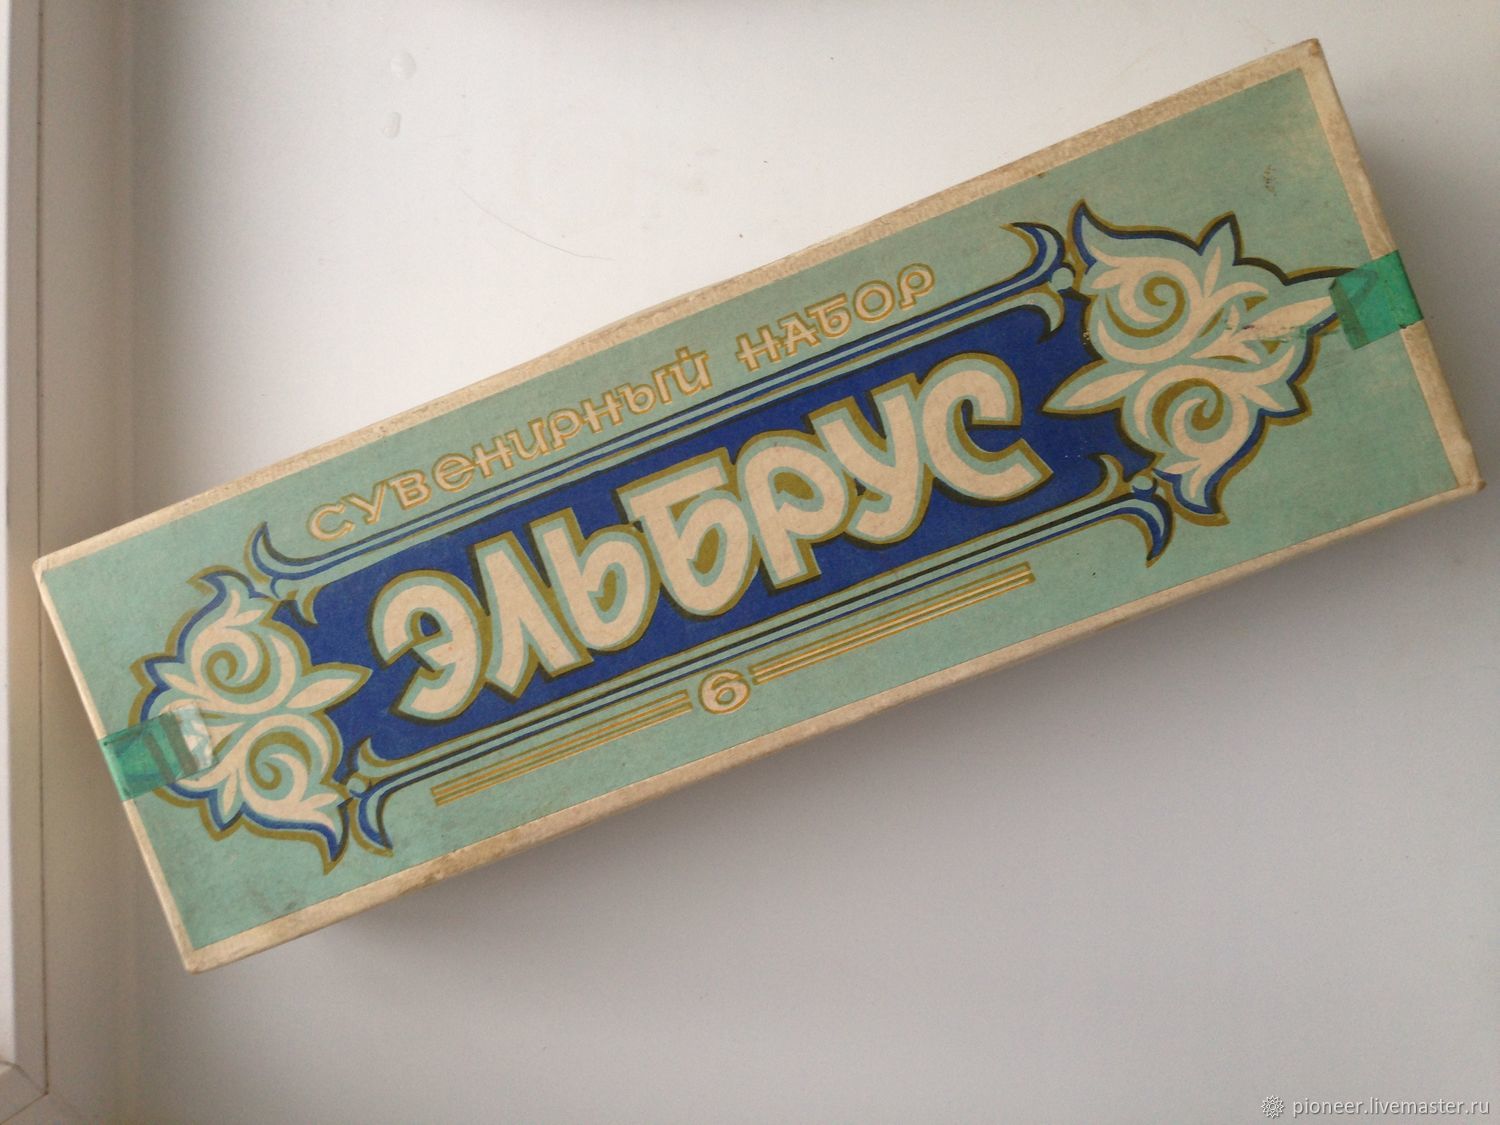 СУВЕНИРНЫЙ НАБОР
ЭЛЬБРУС
6
pioneer.livemaster.ru